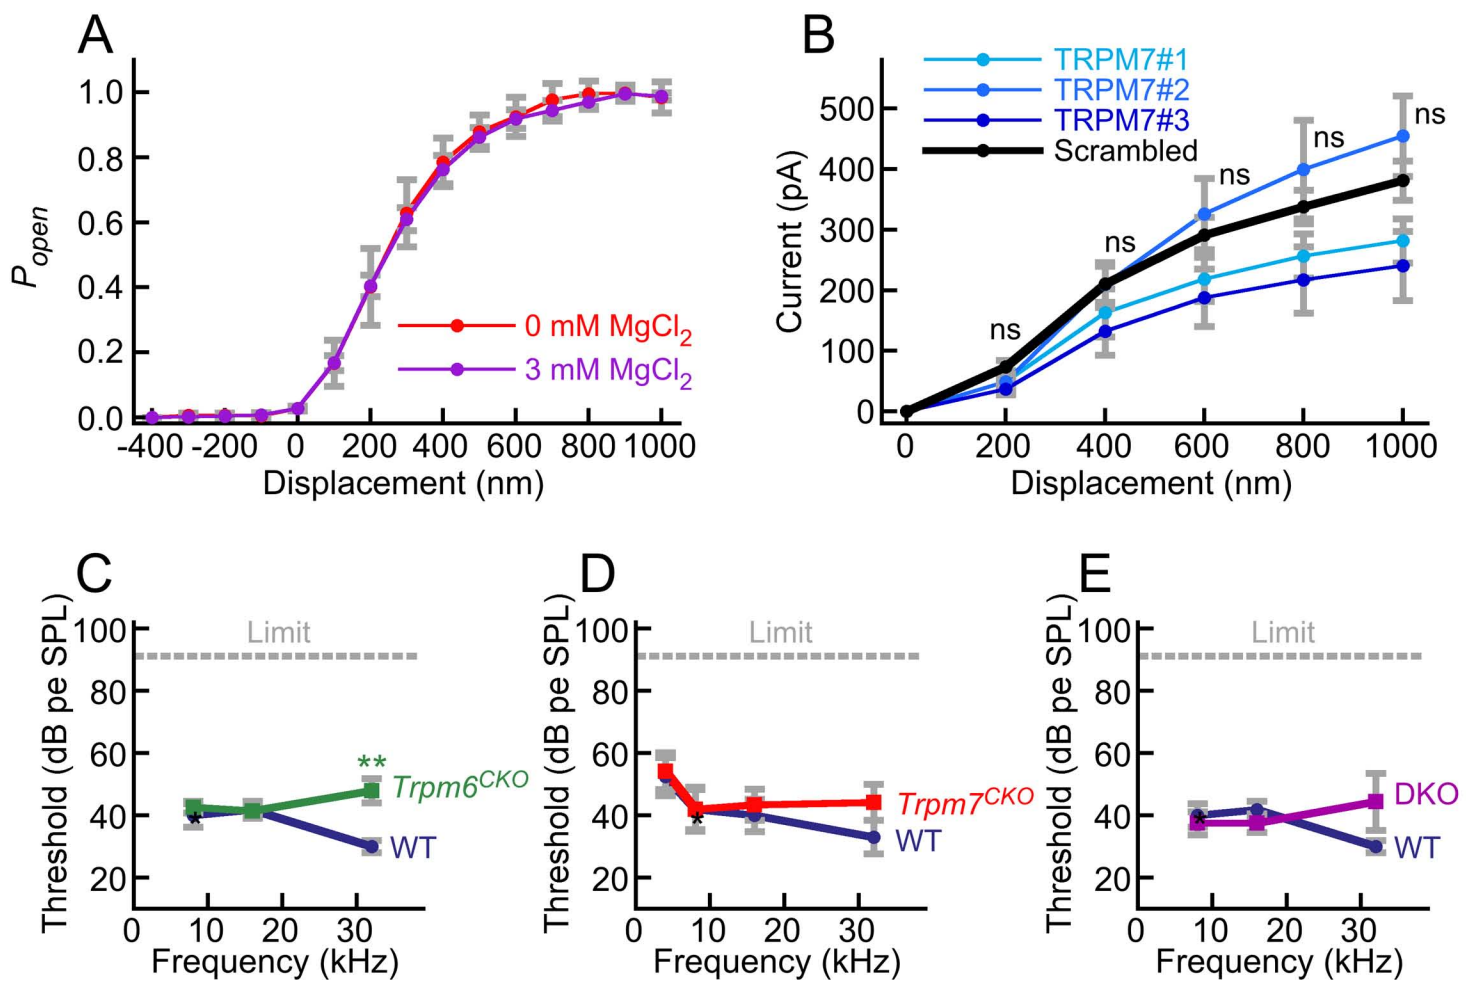 A
1.0
0.8
0.6
0.4
0.2
0.0
P_open
0 mM MgCl2
3 mM MgCl2
-400 -200 0 200 400 600 800 1000
Displacement (nm)
B
TRPM7#1
TRPM7#2
TRPM7#3
Scrambled
500
400
300
200
100
0
Current (pA)
ns
ns
ns
ns
ns
0 200 400 600 800 1000
Displacement (nm)
C
Threshold (dB pe SPL)
100
80
60
40
20
Limit
**
Trpm6CKO
*
WT
0 10 20 30
Frequency (kHz)
D
Threshold (dB pe SPL)
100
80
60
40
20
Limit
Trpm7CKO
*
WT
0 10 20 30
Frequency (kHz)
E
Threshold (dB pe SPL)
100
80
60
40
20
Limit
DKO
*
WT
0 10 20 30
Frequency (kHz)